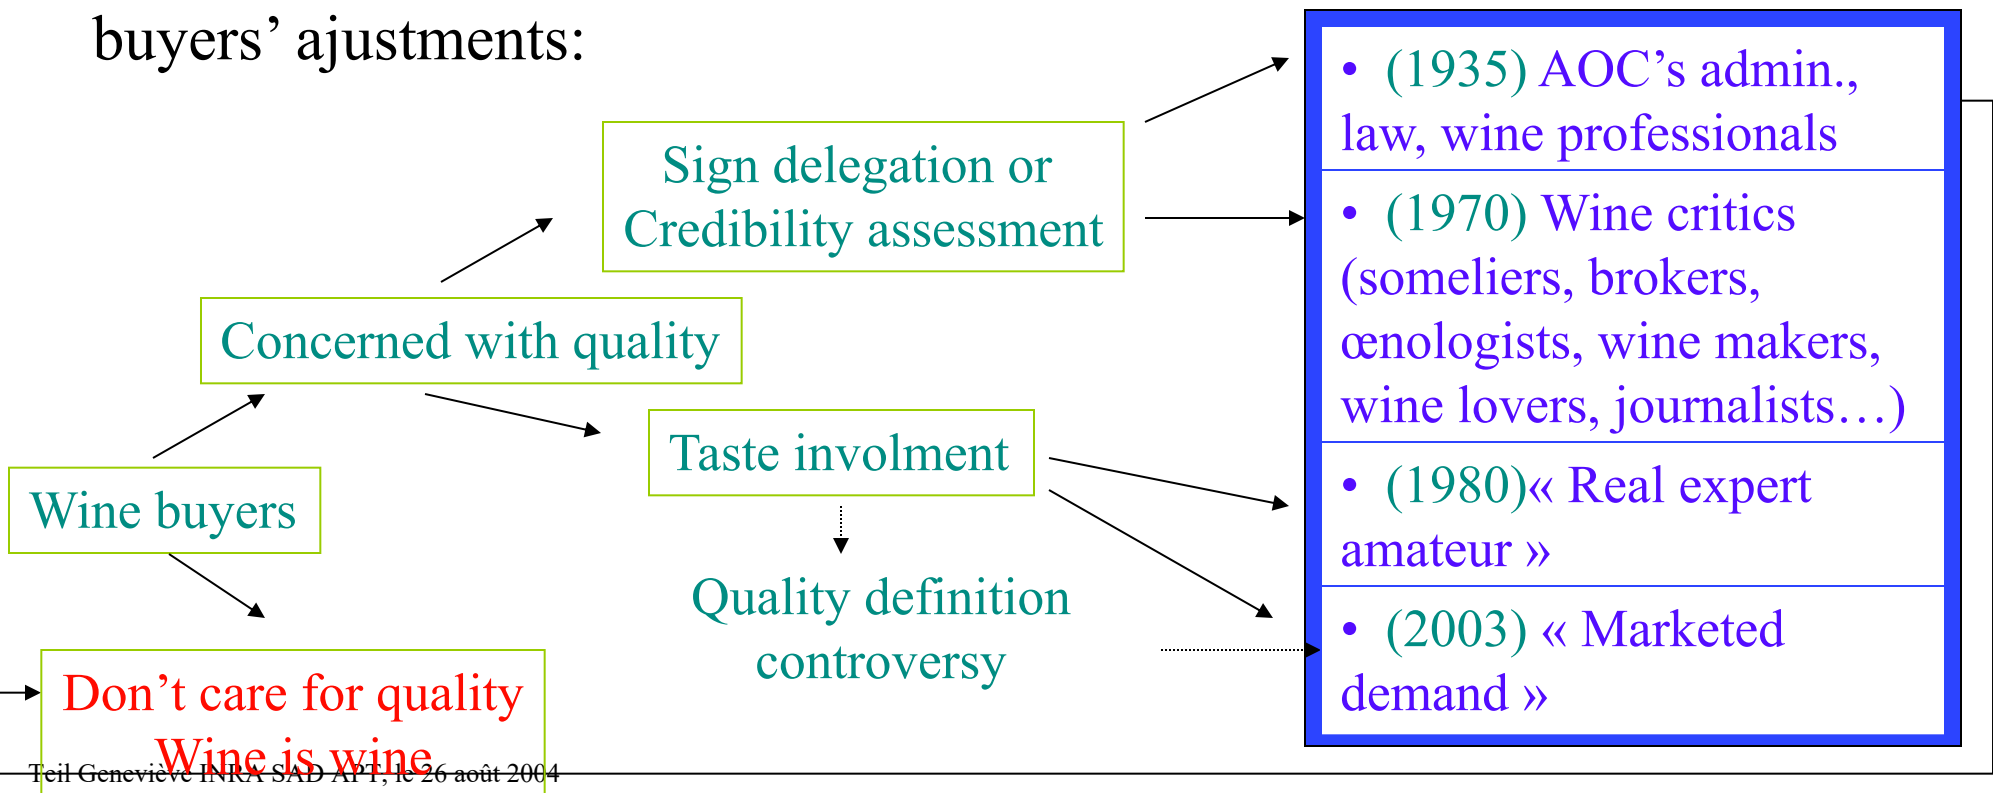 buyers’ ajustments:
Sign delegation or
Credibility assessment
Concerned with quality
Taste involment
Wine buyers
Quality definition
controversy
Don’t care for quality
Wine is wine
Teil Geneviève INRA SAD APT, le 26 août 2004
• (1935) AOC’s admin.,
law, wine professionals
• (1970) Wine critics
(someliers, brokers,
œnologists, wine makers,
wine lovers, journalists…)
• (1980)« Real expert
amateur »
• (2003) « Marketed
demand »